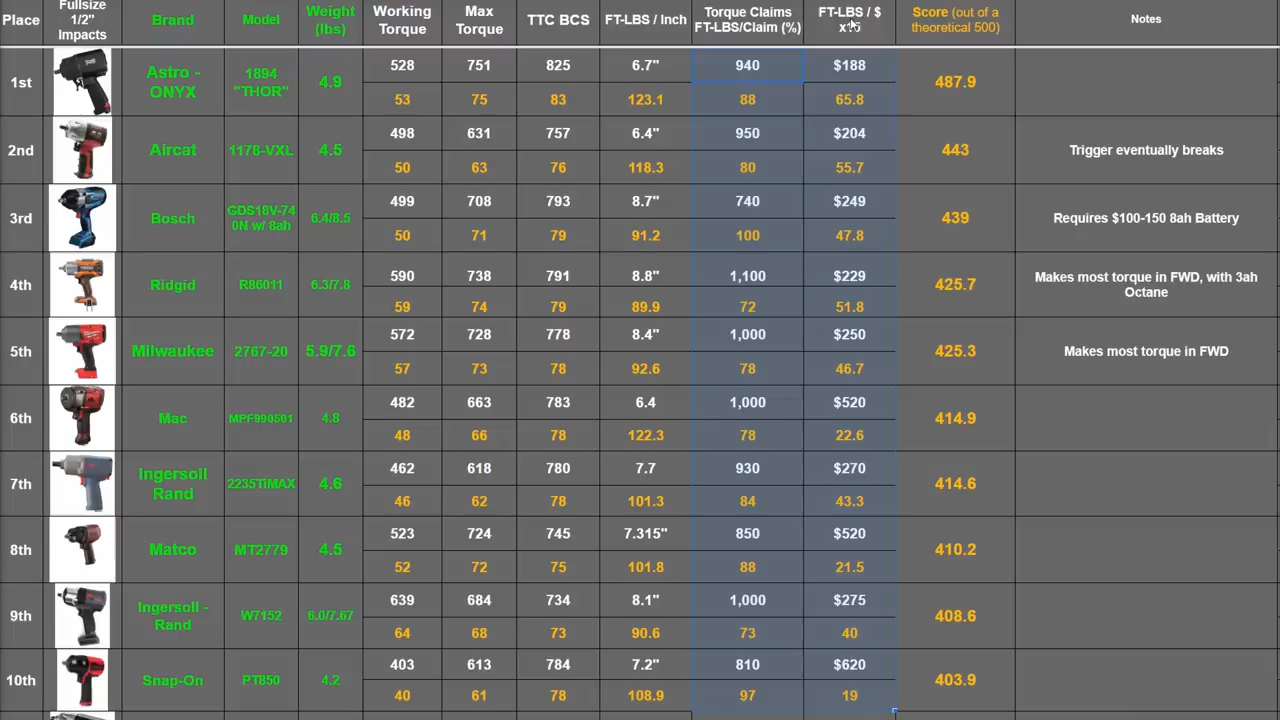 Place
Fullsize
1/2"
Impacts
Brand
Model
Weight
(lbs)
Working
Torque
Max
Torque
TTC BCS
FT-LBS / Inch
Torque Claims
FT-LBS/Claim (%)
FT-LBS / $
Score (out of a
theoretical 500)
Notes
1st
Astro -
ONYX
1894
"THOR"
4.9
528 751 825 6.7" 940 $188
53 75 83 123.1 88 65.8
487.9
2nd
Aircat
1178-VXL
4.5
498 631 757 6.4" 950 $204
50 63 76 118.3 80 55.7
443
Trigger eventually breaks
3rd
Bosch
GDS18V-74
0N w/ 8ah
6.4/8.5
499 708 793 8.7" 740 $249
50 71 79 91.2 100 47.8
439
Requires $100-150 8ah Battery
4th
Ridgid
R86011
6.3/7.8
590 738 791 8.8" 1,100 $229
59 74 79 89.9 72 51.8
425.7
Makes most torque in FWD, with 3ah
Octane
5th
Milwaukee
2767-20
5.9/7.6
572 728 778 8.4" 1,000 $250
57 73 78 92.6 78 46.7
425.3
Makes most torque in FWD
6th
Mac
MPF990501
4.8
482 663 783 6.4 1,000 $520
48 66 78 122.3 78 22.6
414.9
7th
Ingersoll
Rand
2235TiMAX
4.6
462 618 780 7.7 930 $270
46 62 78 101.3 84 43.3
414.6
8th
Matco
MT2779
4.5
523 724 745 7.315" 850 $520
52 72 75 101.8 88 21.5
410.2
9th
Ingersoll -
Rand
W7152
6.0/7.67
639 684 734 8.1" 1,000 $275
64 68 73 90.6 73 40
408.6
10th
Snap-On
PT850
4.2
403 613 784 7.2" 810 $620
40 61 78 108.9 97 19
403.9